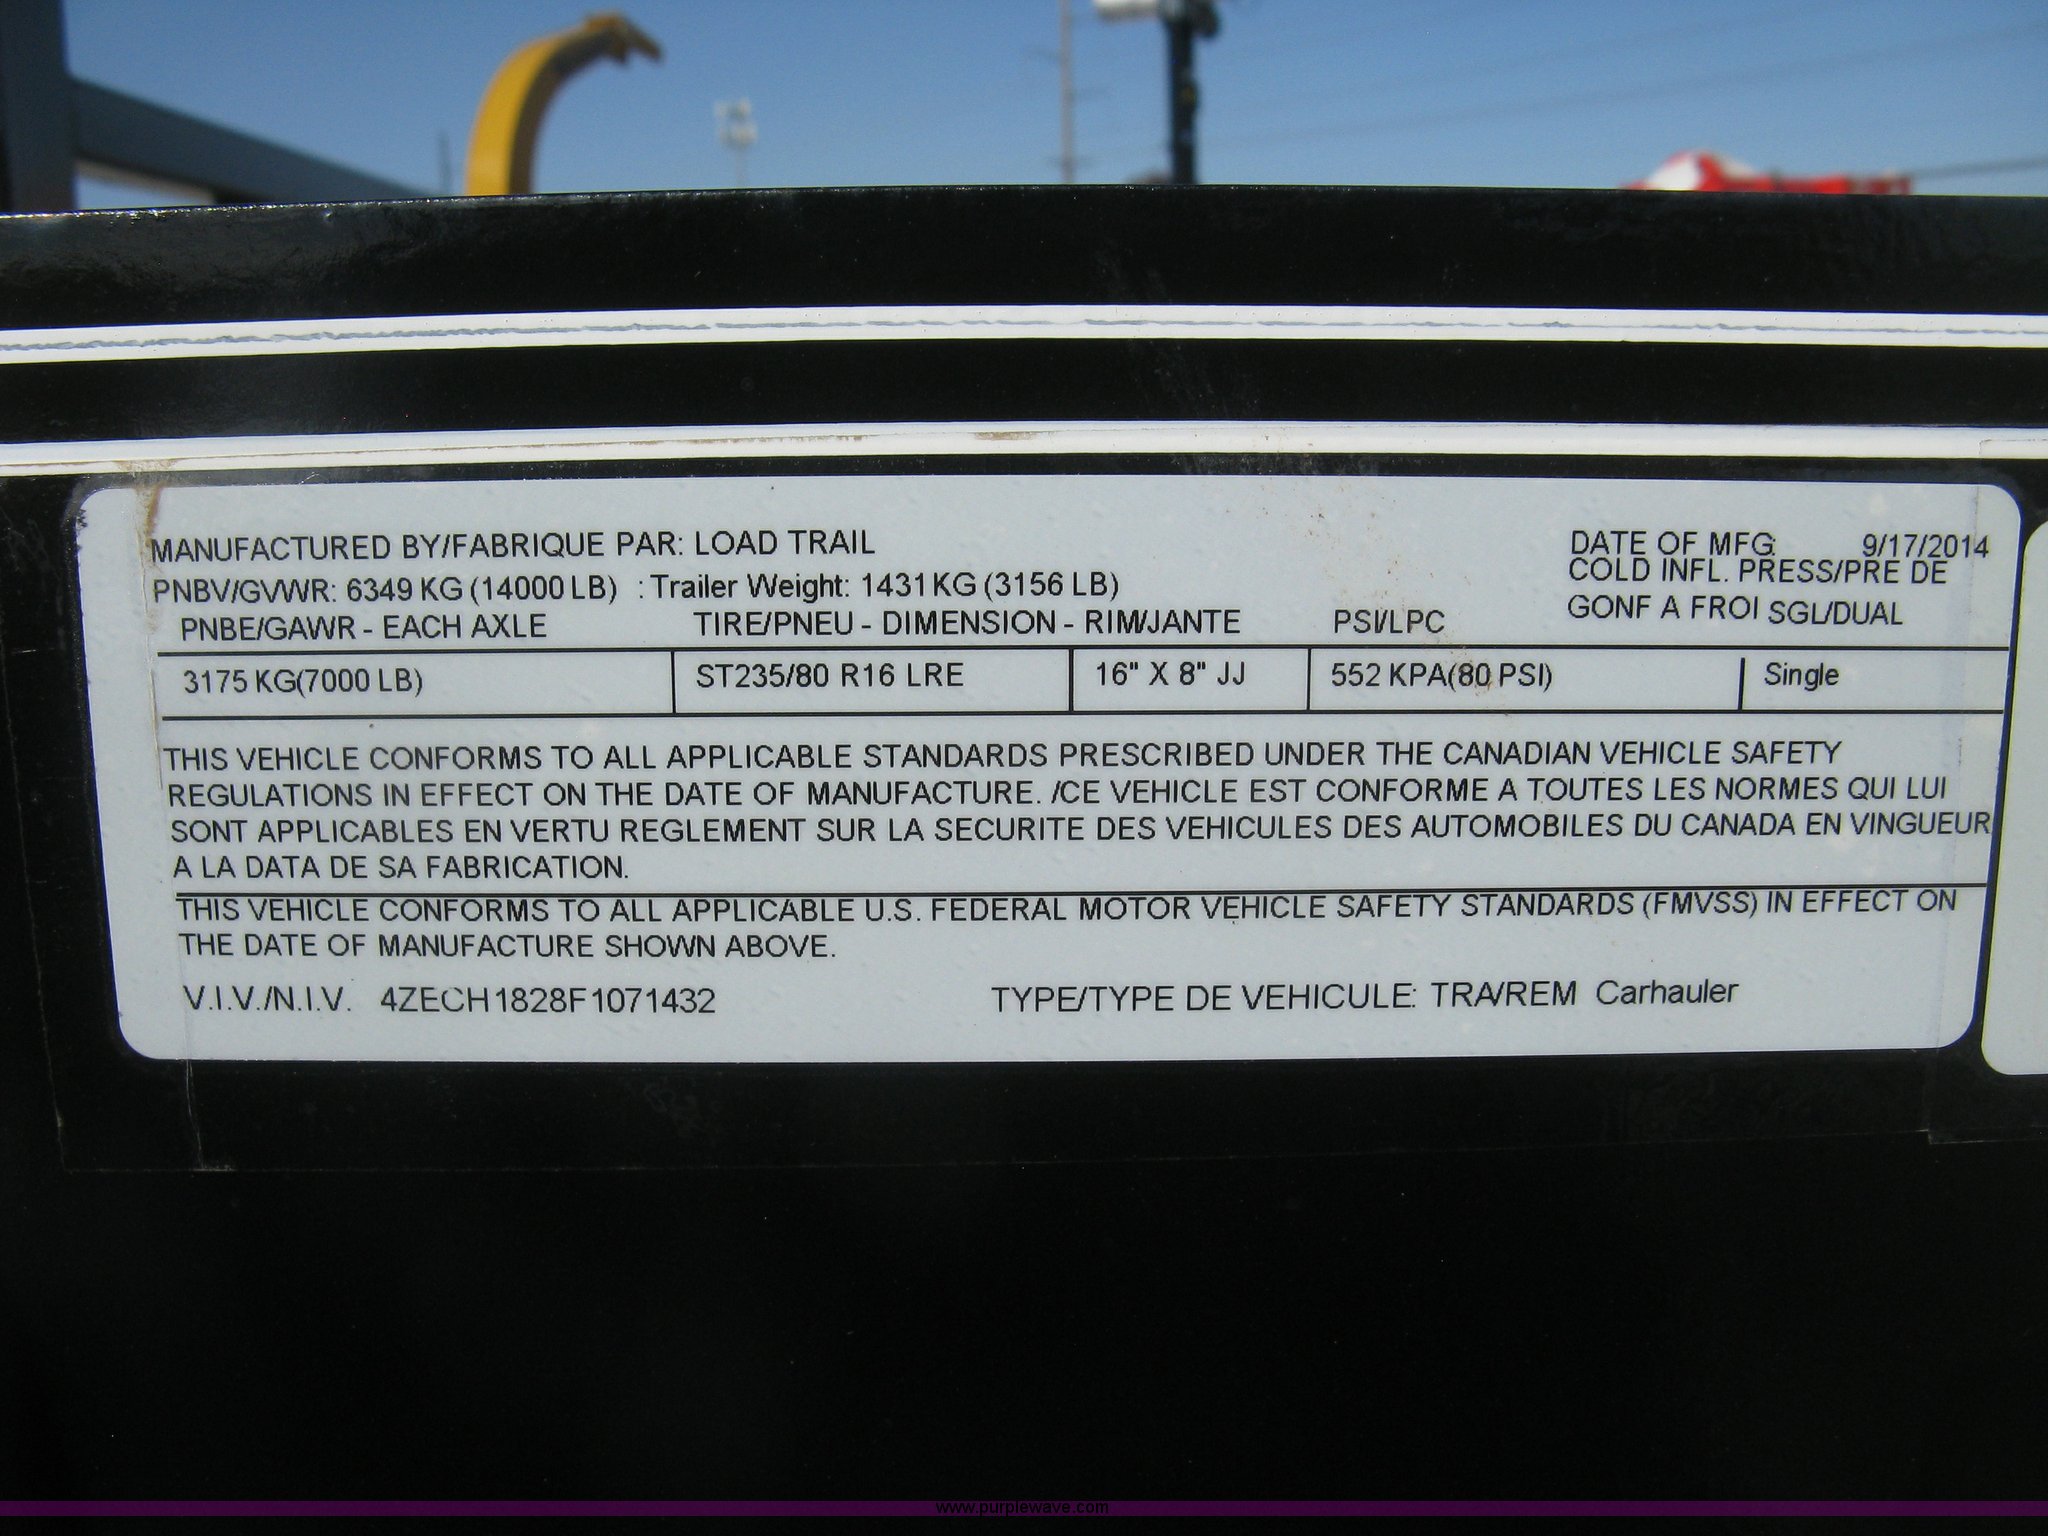 MANUFACTURED BY/FABRIQUE PAR: LOAD TRAIL DATE OF MFG: 9/17/2014
PNBV/GVWR: 6349 KG (14000 LB) : Trailer Weight: 1431 KG (3156 LB) COLD INFL. PRESS/PRE DE
PNBE/GAWR - EACH AXLE TIRE/PNEU - DIMENSION - RIM/JANTE PSI/LPC GONF A FROI SGL/DUAL
3175 KG(7000 LB) ST235/80 R16 LRE 16" X 8" JJ 552 KPA(80 PSI) Single
THIS VEHICLE CONFORMS TO ALL APPLICABLE STANDARDS PRESCRIBED UNDER THE CANADIAN VEHICLE SAFETY
REGULATIONS IN EFFECT ON THE DATE OF MANUFACTURE. /CE VEHICLE EST CONFORME A TOUTES LES NORMES QUI LUI
SONT APPLICABLES EN VERTU REGLEMENT SUR LA SECURITE DES VEHICULES DES AUTOMOBILES DU CANADA EN VINGUEUR
A LA DATA DE SA FABRICATION.
THIS VEHICLE CONFORMS TO ALL APPLICABLE U.S. FEDERAL MOTOR VEHICLE SAFETY STANDARDS (FMVSS) IN EFFECT ON
THE DATE OF MANUFACTURE SHOWN ABOVE.
V.I.V./N.I.V. 4ZECH1828F1071432 TYPE/TYPE DE VEHICULE: TRA/REM Carhauler
www.purplewave.com